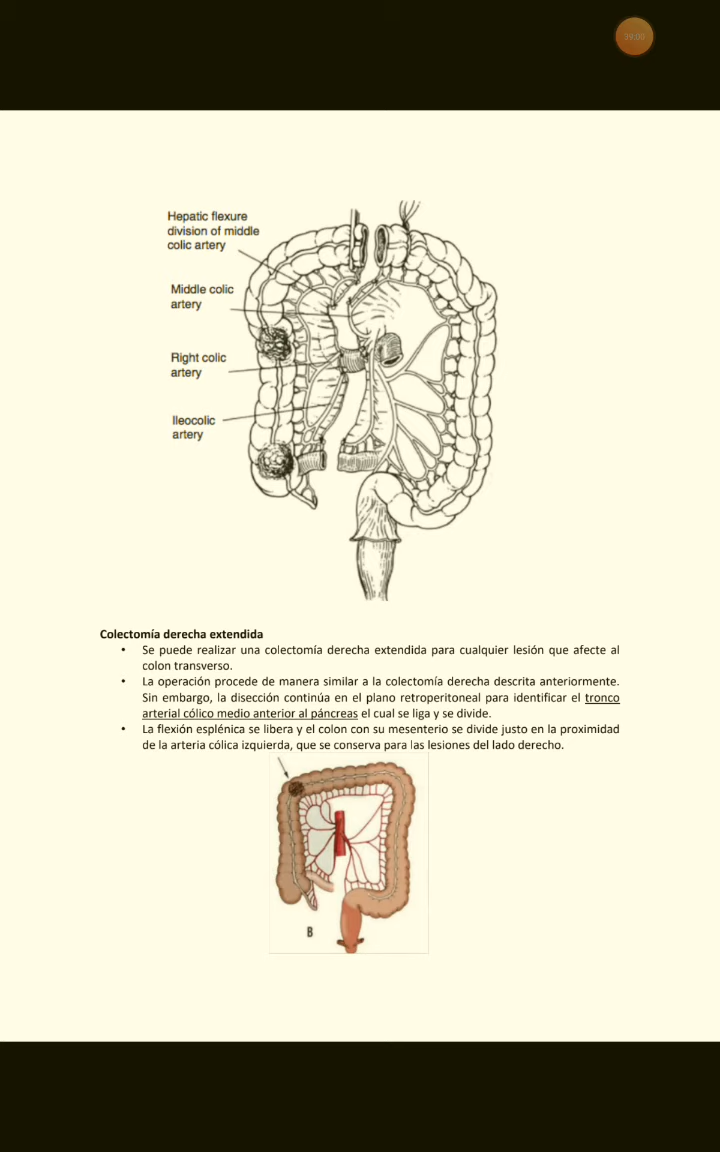 39:00
Hepatic flexure
division of middle
colic artery
Middle colic
artery
Right colic
artery
Ileocolic
artery
Colectomía derecha extendida
• Se puede realizar una colectomía derecha extendida para cualquier lesión que afecte al
colon transverso.
• La operación procede de manera similar a la colectomía derecha descrita anteriormente.
Sin embargo, la disección continúa en el plano retroperitoneal para identificar el tronco
arterial cólico medio anterior al páncreas el cual se liga y se divide.
• La flexión esplénica se libera y el colon con su mesenterio se divide justo en la proximidad
de la arteria cólica izquierda, que se conserva para las lesiones del lado derecho.
B